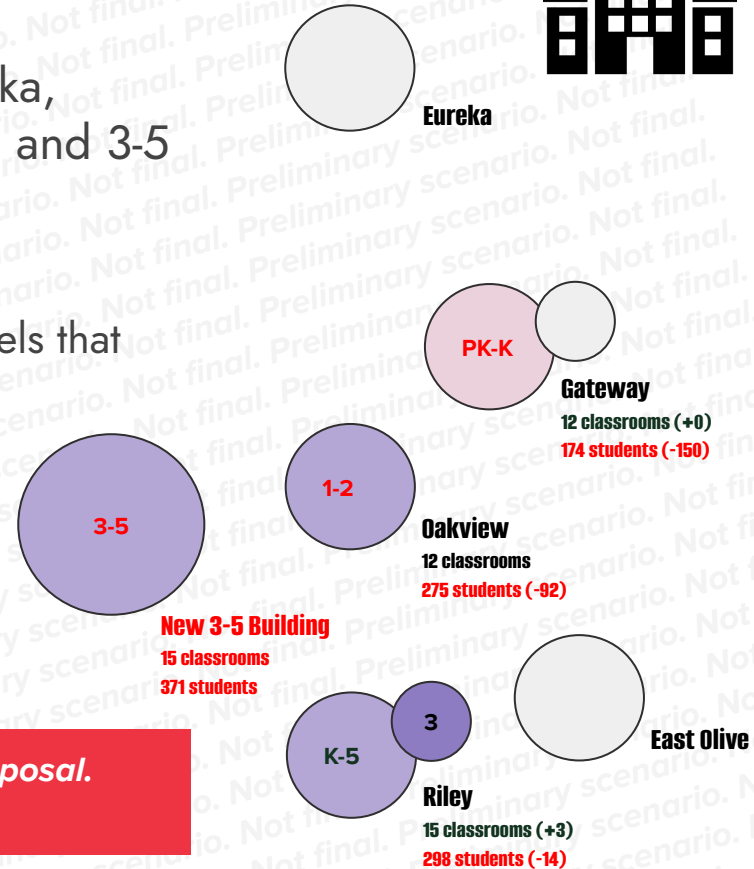 ka,
Eureka
and 3-5
els that
PK-K
Gateway
12 classrooms (+0)
174 students (-150)
3-5
1-2
Oakview
12 classrooms
275 students (-92)
New 3-5 Building
15 classrooms
371 students
3
K-5
East Olive
posal.
Riley
15 classrooms (+3)
298 students (-14)
Preliminary scenario. Not final.